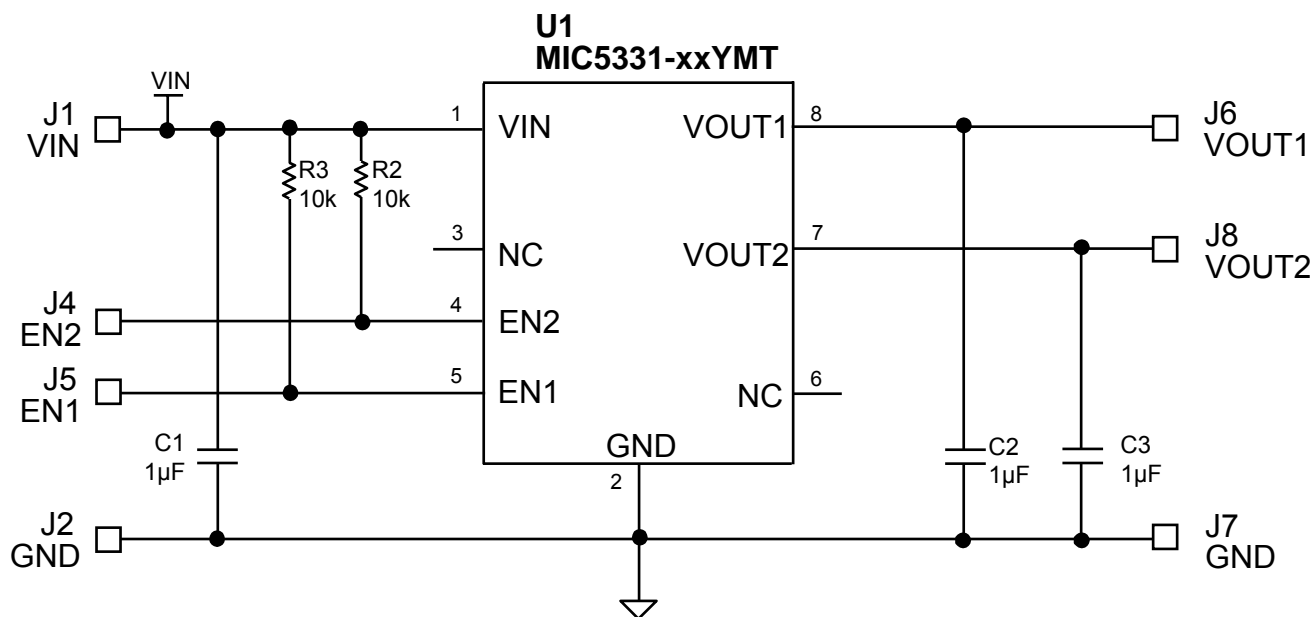 U1
MIC5331-xxYMT
VIN
J1
VIN
1
VIN
VOUT1
8
J6
VOUT1
R3
10k
R2
10k
3
NC
VOUT2
7
J8
VOUT2
J4
EN2
4
EN2
J5
EN1
5
EN1
NC
6
C1
1µF
GND
2
C2
1µF
C3
1µF
J2
GND
J7
GND